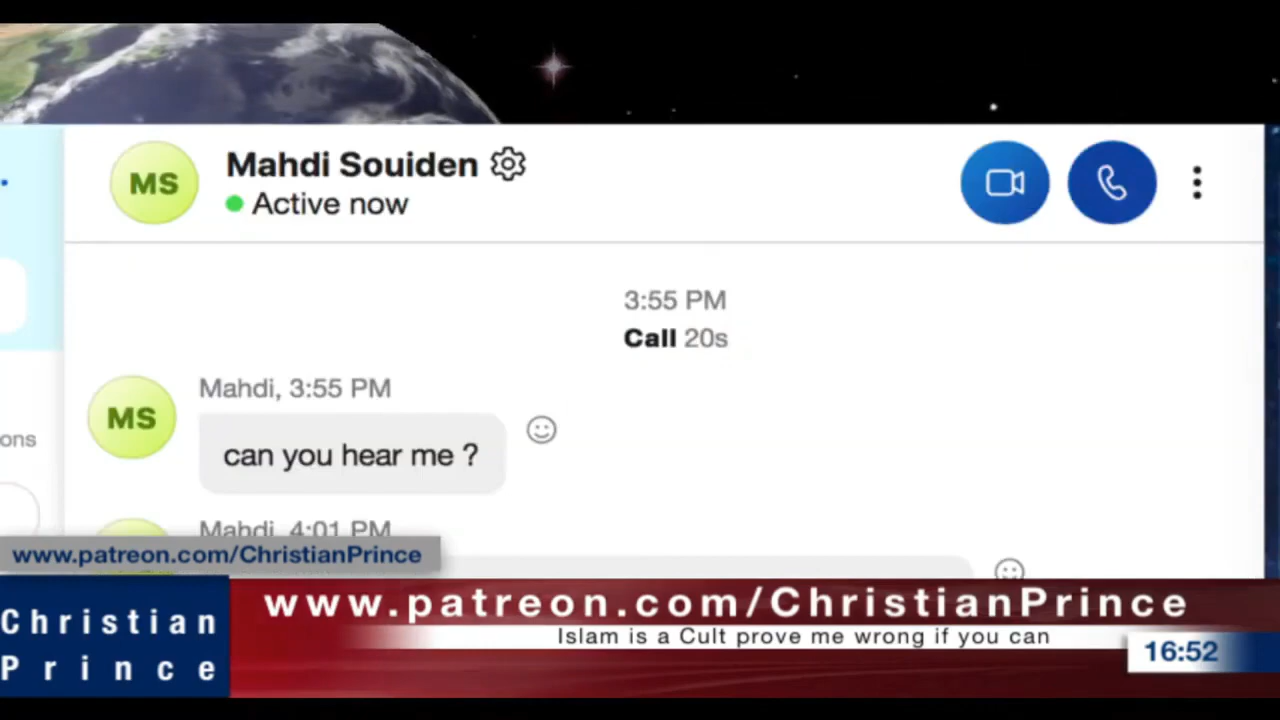 MS
Mahdi Souiden
Active now
3:55 PM
Call 20s
Mahdi, 3:55 PM
MS
can you hear me ?
ons
Mahdi, 4:01 PM
www.patreon.com/ChristianPrince
www.patreon.com/ChristianPrince
Islam is a Cult prove me wrong if you can
Christian
Prince
16:52